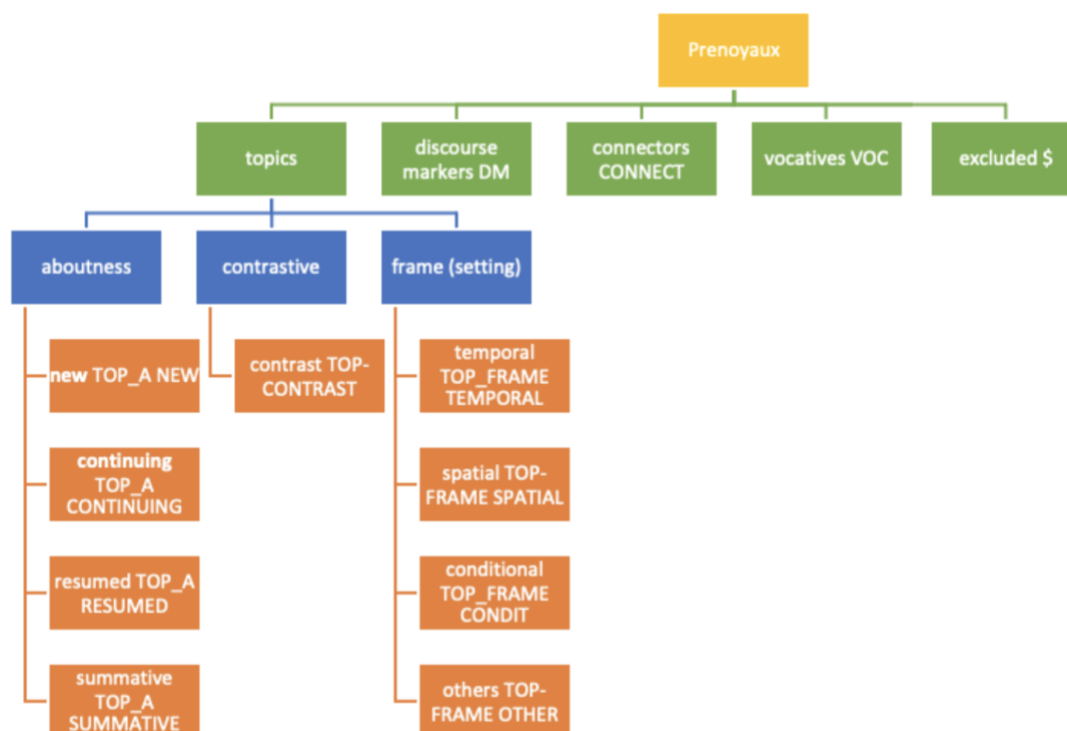 Prenoyaux
topics
discourse
markers DM
connectors
CONNECT
vocatives VOC
excluded $
aboutness
contrastive
frame (setting)
new TOP_A NEW
contrast TOP-
CONTRAST
temporal
TOP_FRAME
TEMPORAL
continuing
TOP_A
CONTINUING
spatial TOP-
FRAME SPATIAL
resumed TOP_A
RESUMED
conditional
TOP_FRAME
CONDIT
summative
TOP_A
SUMMATIVE
others TOP-
FRAME OTHER